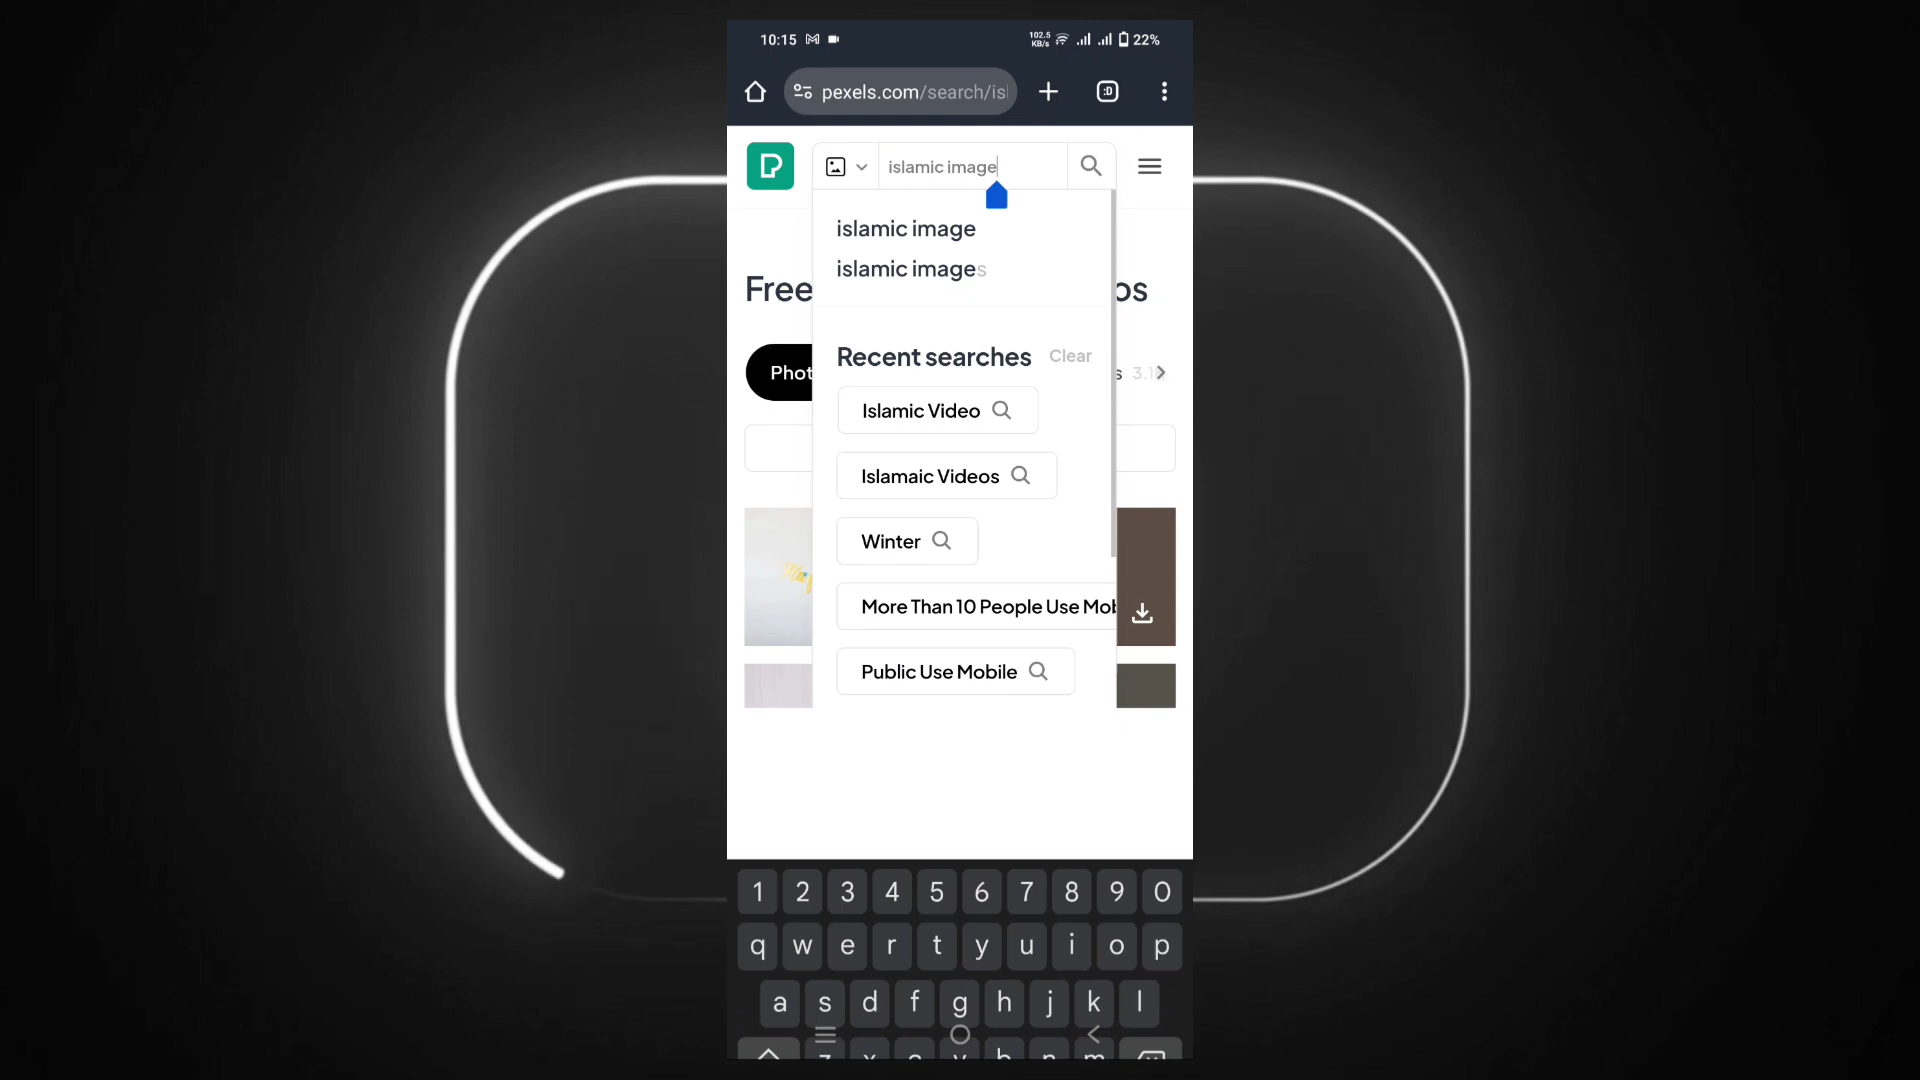 10:15 102.5 KB/s 22%
pexels.com/search/is
islamic image
islamic image
islamic images
Free os
Recent searches Clear
Phot s 3.1
Islamic Video
Islamaic Videos
Winter
More Than 10 People Use Mob
Public Use Mobile
1 2 3 4 5 6 7 8 9 0
q w e r t y u i o p
a s d f g h j k l
z x c v b n m